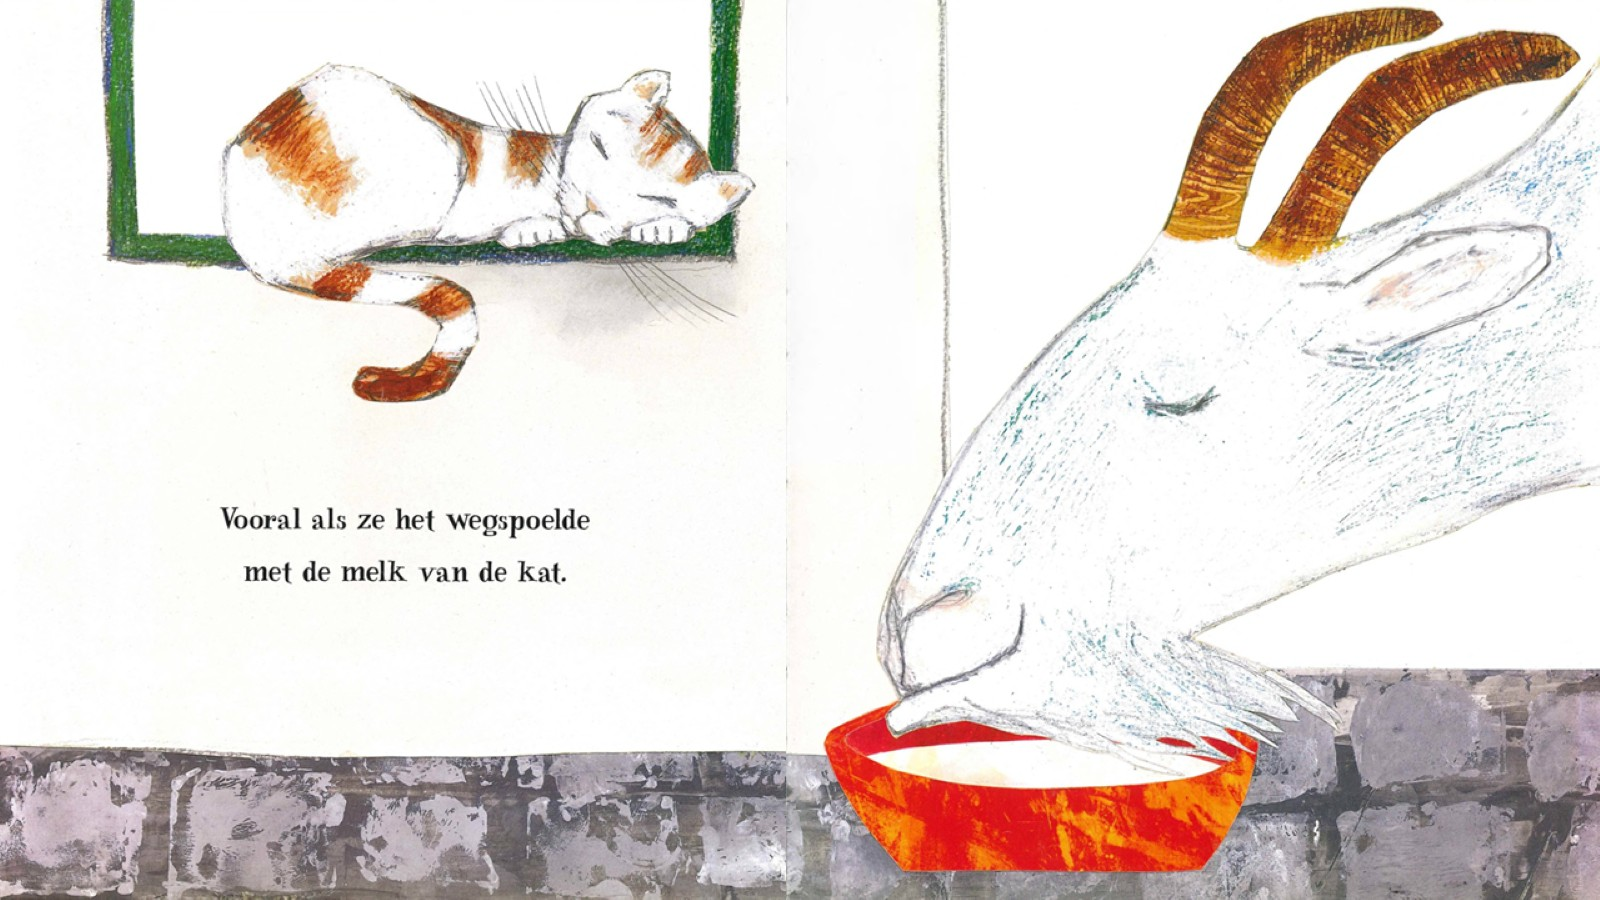 Vooral als ze het wegspoelde
met de melk van de kat.